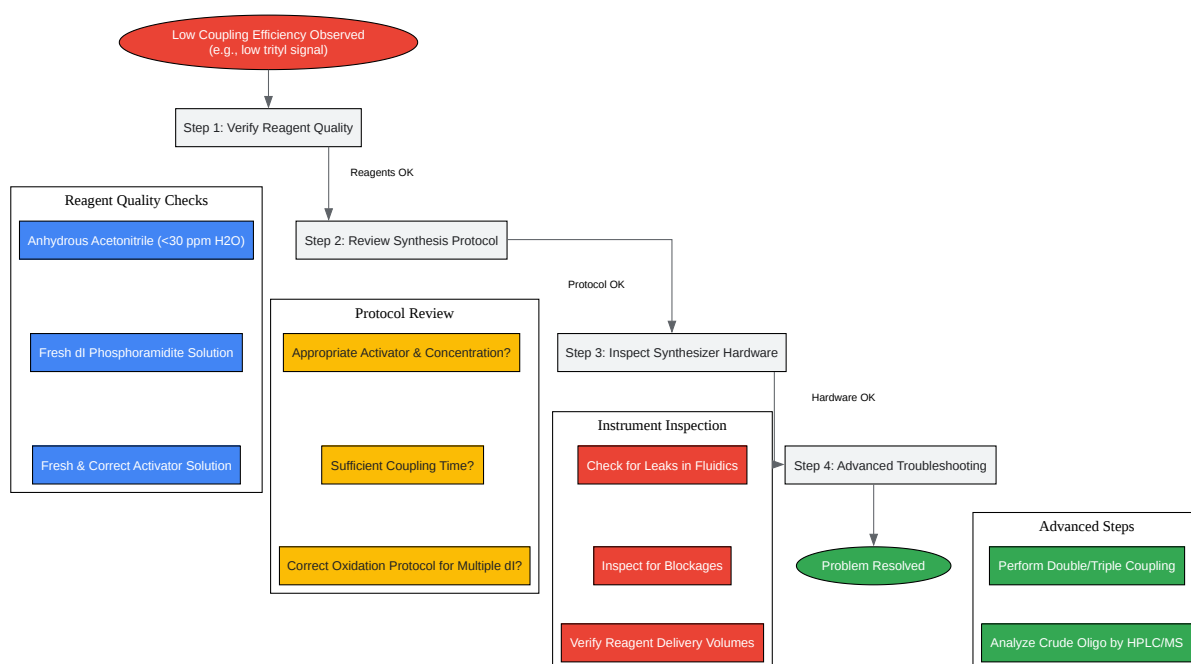 Low Coupling Efficiency Observed
(e.g., low trityl signal)
Step 1: Verify Reagent Quality
Reagents OK
Reagent Quality Checks
Anhydrous Acetonitrile (<30 ppm H2O)
Fresh dI Phosphoramidite Solution
Fresh & Correct Activator Solution
Step 2: Review Synthesis Protocol
Protocol OK
Protocol Review
Appropriate Activator & Concentration?
Sufficient Coupling Time?
Correct Oxidation Protocol for Multiple dI?
Step 3: Inspect Synthesizer Hardware
Hardware OK
Instrument Inspection
Check for Leaks in Fluidics
Inspect for Blockages
Verify Reagent Delivery Volumes
Step 4: Advanced Troubleshooting
Problem Resolved
Advanced Steps
Perform Double/Triple Coupling
Analyze Crude Oligo by HPLC/MS